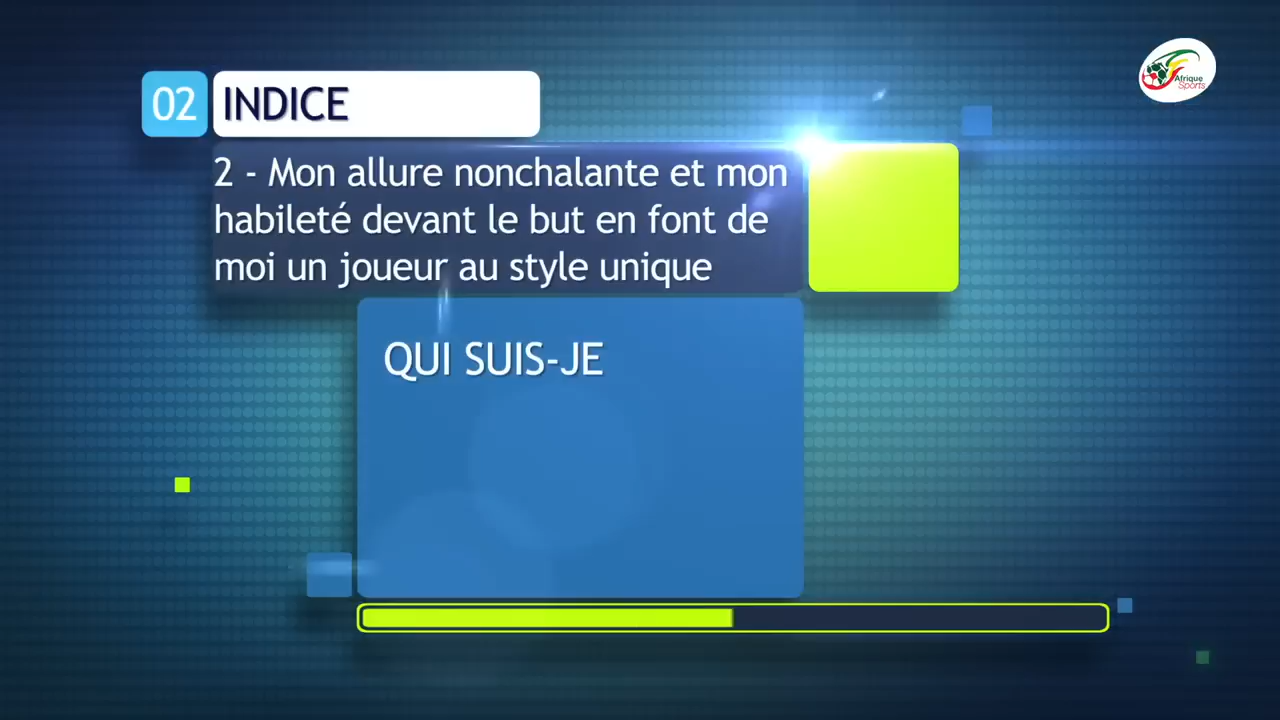 02 INDICE
Afrique
Sports
2 - Mon allure nonchalante et mon
habileté devant le but en font de
moi un joueur au style unique
QUI SUIS-JE